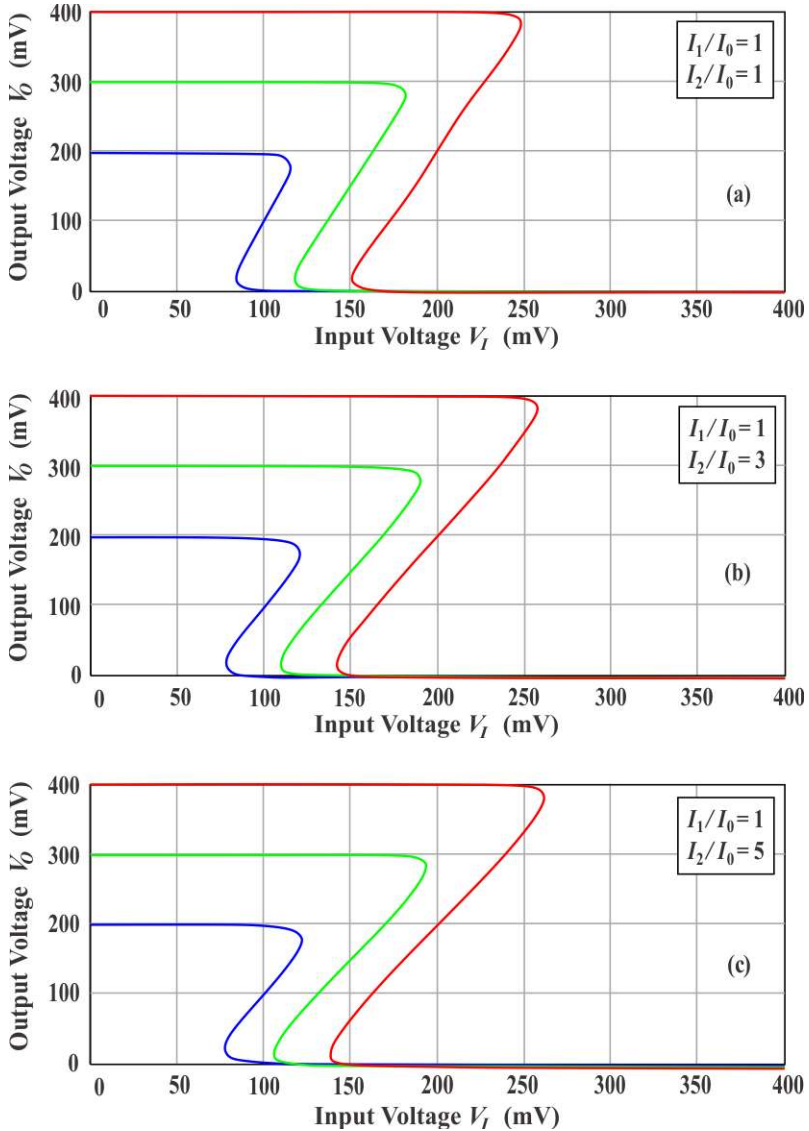 Output Voltage V_O (mV)
400
300
200
100
0
I_1/I_0=1
I_2/I_0=1
(a)
0 50 100 150 200 250 300 350 400
Input Voltage V_I (mV)
Output Voltage V_O (mV)
400
300
200
100
0
I_1/I_0=1
I_2/I_0=3
(b)
0 50 100 150 200 250 300 350 400
Input Voltage V_I (mV)
Output Voltage V_O (mV)
400
300
200
100
0
I_1/I_0=1
I_2/I_0=5
(c)
0 50 100 150 200 250 300 350 400
Input Voltage V_I (mV)